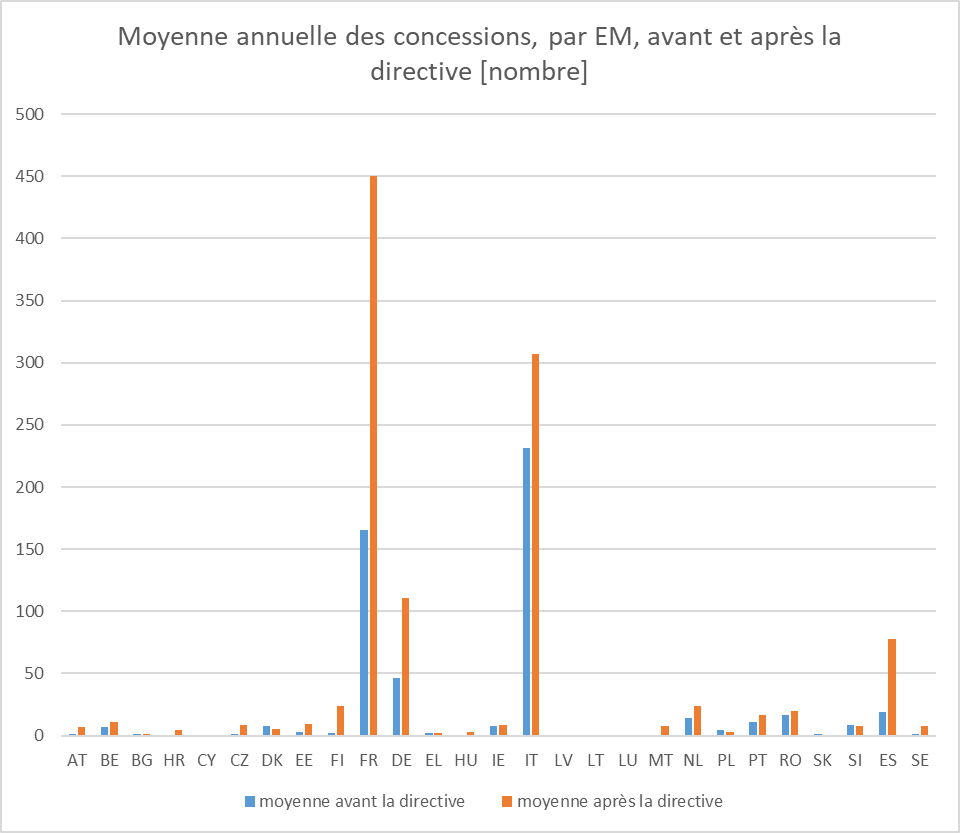 Moyenne annuelle des concessions, par EM, avant et après la
directive [nombre]
500
450
400
350
300
250
200
150
100
50
0
AT BE BG HR CY CZ DK EE FI FR DE EL HU IE IT LV LT LU MT NL PL PT RO SK SI ES SE
moyenne avant la directive moyenne après la directive